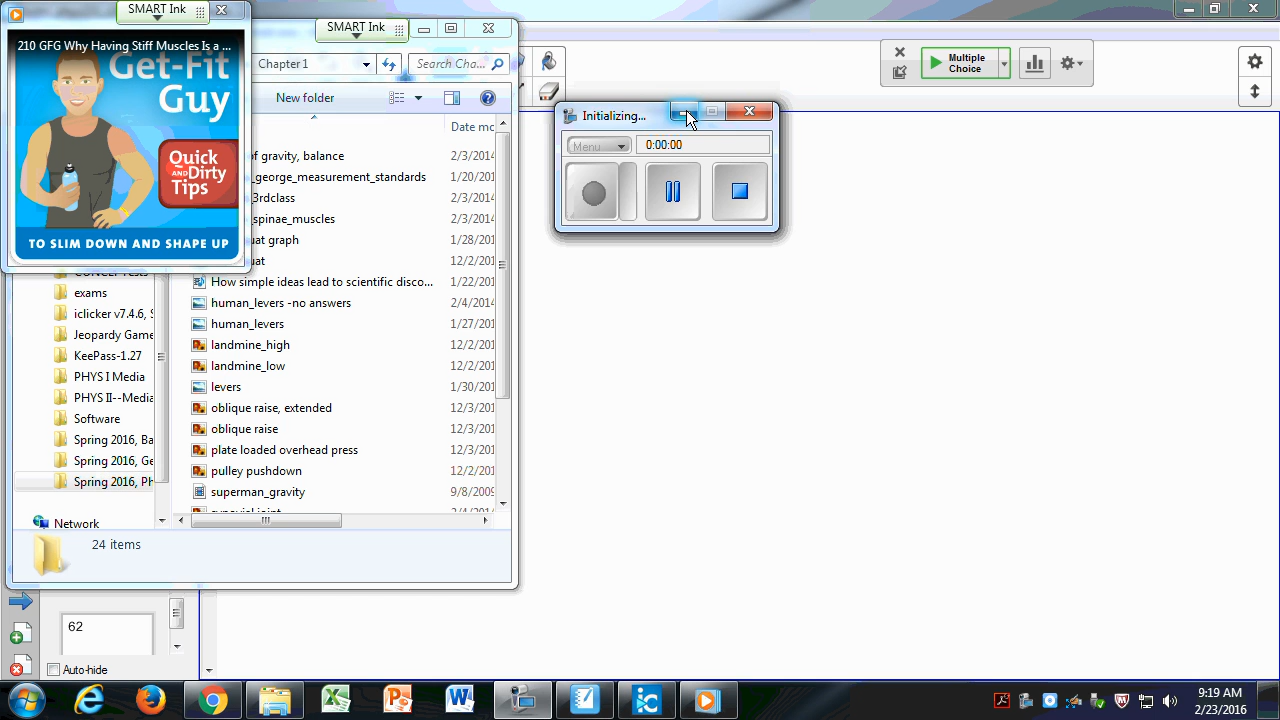 SMART Ink
210 GFG Why Having Stiff Muscles Is a ...
Get-Fit
Guy
Quick
AND
Dirty
Tips
TO SLIM DOWN AND SHAPE UP
SMART Ink
Chapter 1
Search Cha...
New folder
Date mo
of gravity, balance
2/3/2014
_george_measurement_standards
1/20/201
3rdclass
2/3/2014
_spinae_muscles
2/3/2014
uat graph
1/28/201
uat
12/2/201
How simple ideas lead to scientific disco...
1/22/201
human_levers -no answers
2/4/2014
human_levers
1/27/201
landmine_high
12/2/201
landmine_low
12/2/201
levers
1/30/201
oblique raise, extended
12/3/201
oblique raise
12/3/201
plate loaded overhead press
12/3/201
pulley pushdown
12/2/201
superman_gravity
9/8/2009
exams
iclicker v7.4.6, S
Jeopardy Game
KeePass-1.27
PHYS I Media
PHYS II--Media
Software
Spring 2016, Ba
Spring 2016, Ge
Spring 2016, Ph
Network
24 items
62
Auto-hide
Initializing...
Menu
0:00:00
Multiple
Choice
9:19 AM
2/23/2016